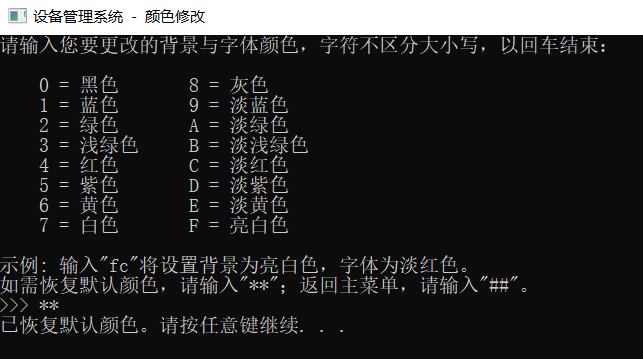 设备管理系统 - 颜色修改
请输入您要更改的背景与字体颜色，字符不区分大小写，以回车结束：
0 = 黑色 8 = 灰色
1 = 蓝色 9 = 淡蓝色
2 = 绿色 A = 淡绿色
3 = 浅绿色 B = 淡浅绿色
4 = 红色 C = 淡红色
5 = 紫色 D = 淡紫色
6 = 黄色 E = 淡黄色
7 = 白色 F = 亮白色
示例: 输入"fc"将设置背景为亮白色，字体为淡红色。
如需恢复默认颜色，请输入"**"；返回主菜单，请输入"##"。
>>> **
已恢复默认颜色。请按任意键继续. . .